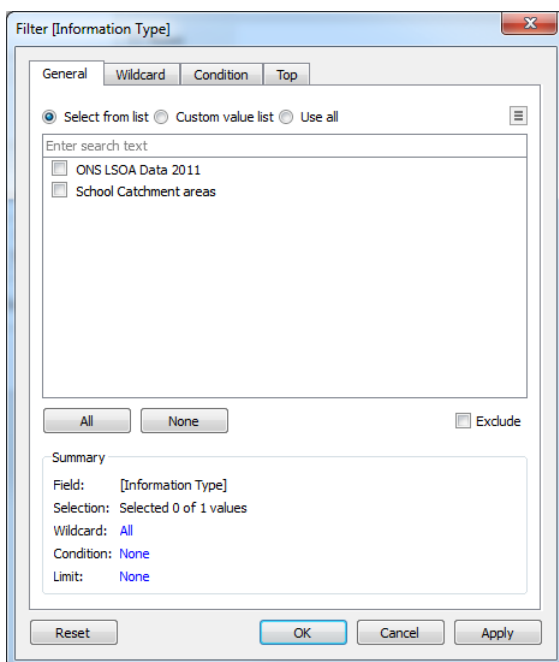 Filter [Information Type]
General Wildcard Condition Top
Select from list Custom value list Use all
Enter search text
ONS LSOA Data 2011
School Catchment areas
All None Exclude
Summary
Field: [Information Type]
Selection: Selected 0 of 1 values
Wildcard: All
Condition: None
Limit: None
Reset OK Cancel Apply